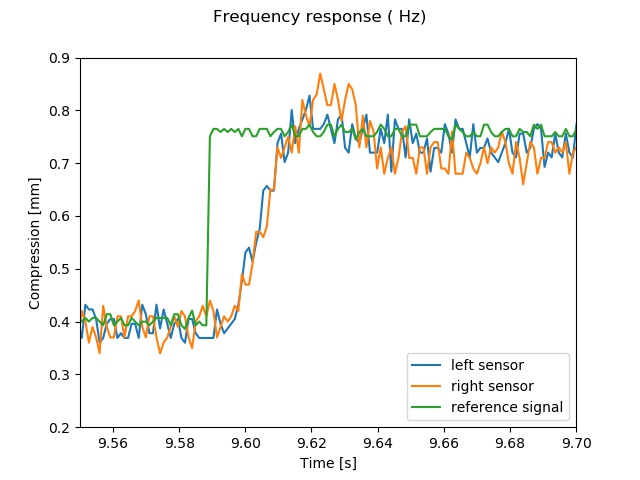 Frequency response ( Hz)
0.9
0.8
0.7
0.6
0.5
0.4
0.3
0.2
Compression [mm]
left sensor
right sensor
reference signal
9.56 9.58 9.60 9.62 9.64 9.66 9.68 9.70
Time [s]